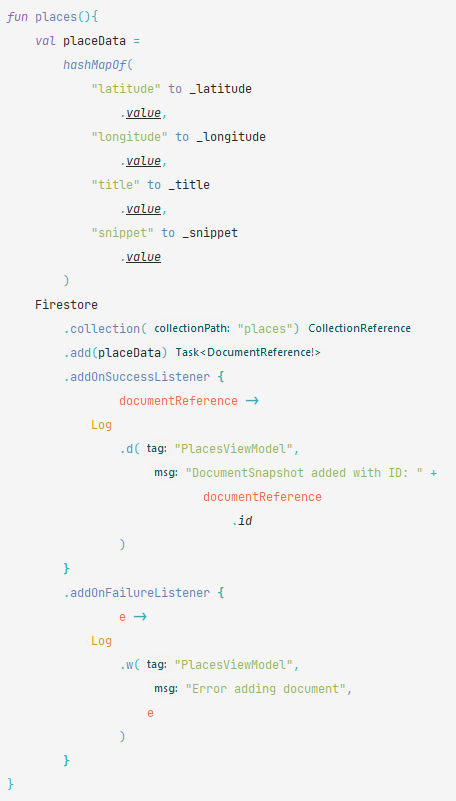 fun places(){
    val placeData =
        hashMapOf(
            "latitude" to _latitude
                .value,
            "longitude" to _longitude
                .value,
            "title" to _title
                .value,
            "snippet" to _snippet
                .value
        )
    Firestore
        .collection( collectionPath: "places") CollectionReference
        .add(placeData) Task<DocumentReference!>
        .addOnSuccessListener {
                documentReference ->
            Log
                .d( tag: "PlacesViewModel",
                     msg: "DocumentSnapshot added with ID: " +
                            documentReference
                                .id
                )
        }
        .addOnFailureListener {
                e ->
            Log
                .w( tag: "PlacesViewModel",
                     msg: "Error adding document",
                    e
                )
        }
}